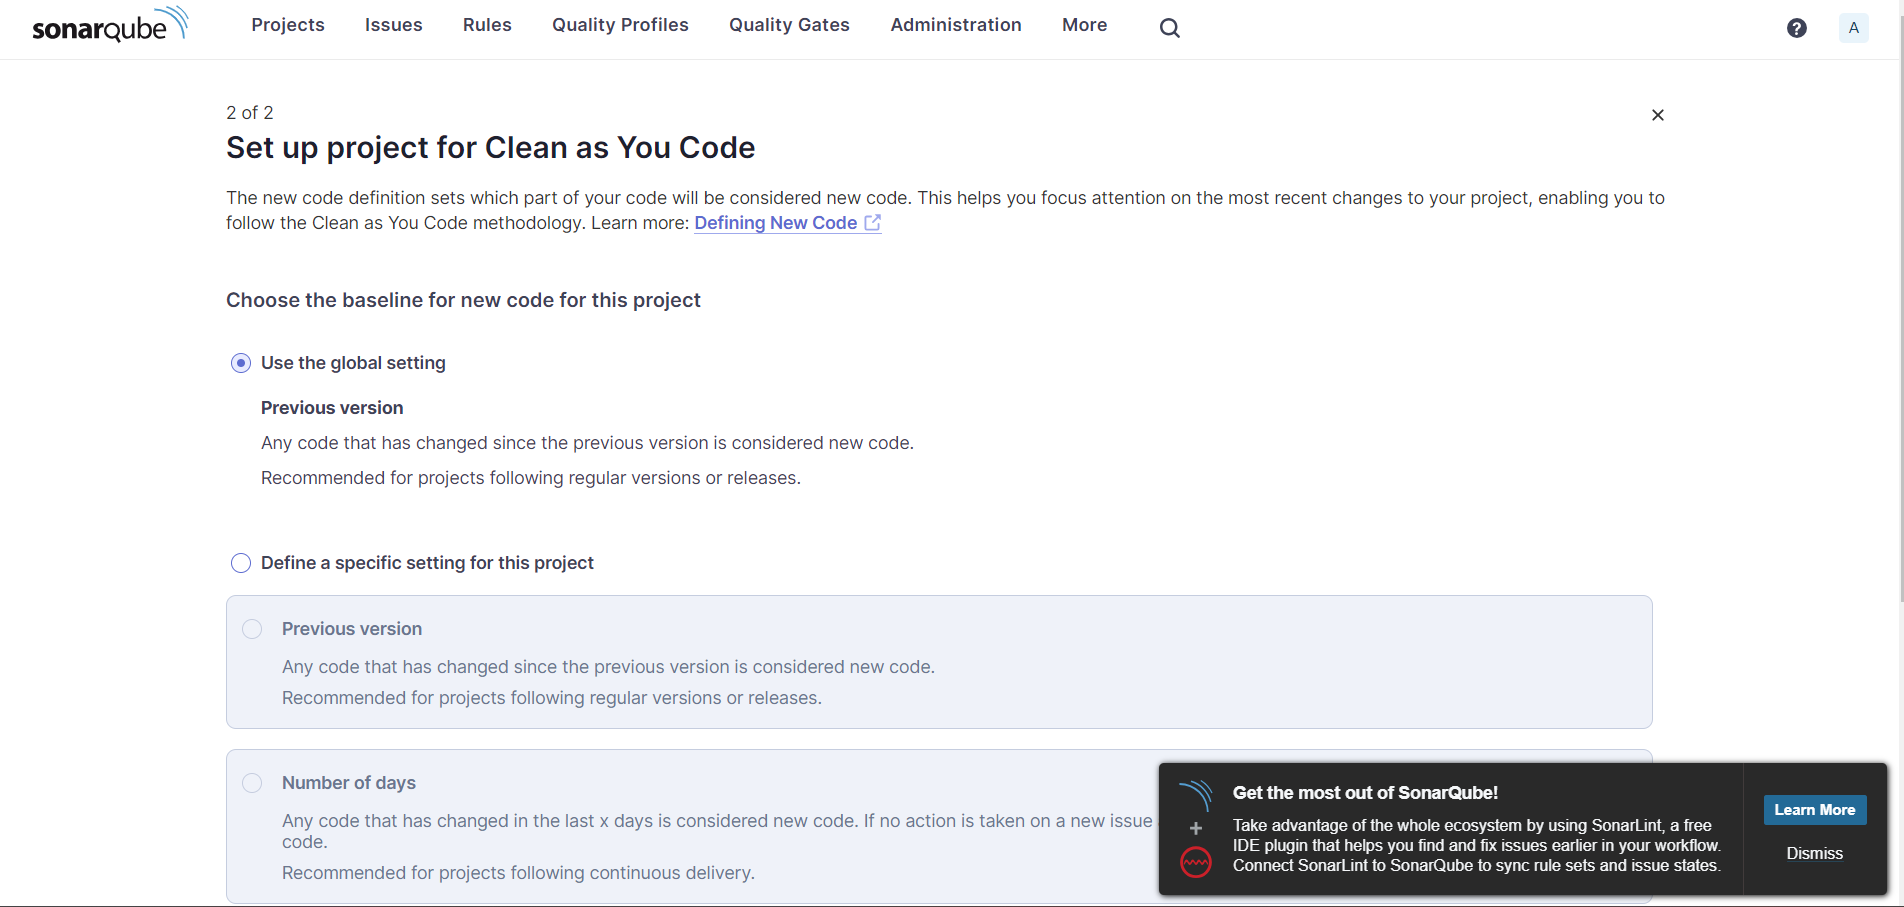 sonarqube
Projects
Issues
Rules
Quality Profiles
Quality Gates
Administration
More
?
A
2 of 2
Set up project for Clean as You Code
The new code definition sets which part of your code will be considered new code. This helps you focus attention on the most recent changes to your project, enabling you to
follow the Clean as You Code methodology. Learn more: Defining New Code
Choose the baseline for new code for this project
Use the global setting
Previous version
Any code that has changed since the previous version is considered new code.
Recommended for projects following regular versions or releases.
Define a specific setting for this project
Previous version
Any code that has changed since the previous version is considered new code.
Recommended for projects following regular versions or releases.
Number of days
Any code that has changed in the last x days is considered new code. If no action is taken on a new issue
code.
Recommended for projects following continuous delivery.
Get the most out of SonarQube!
Take advantage of the whole ecosystem by using SonarLint, a free
IDE plugin that helps you find and fix issues earlier in your workflow.
Connect SonarLint to SonarQube to sync rule sets and issue states.
Learn More
Dismiss